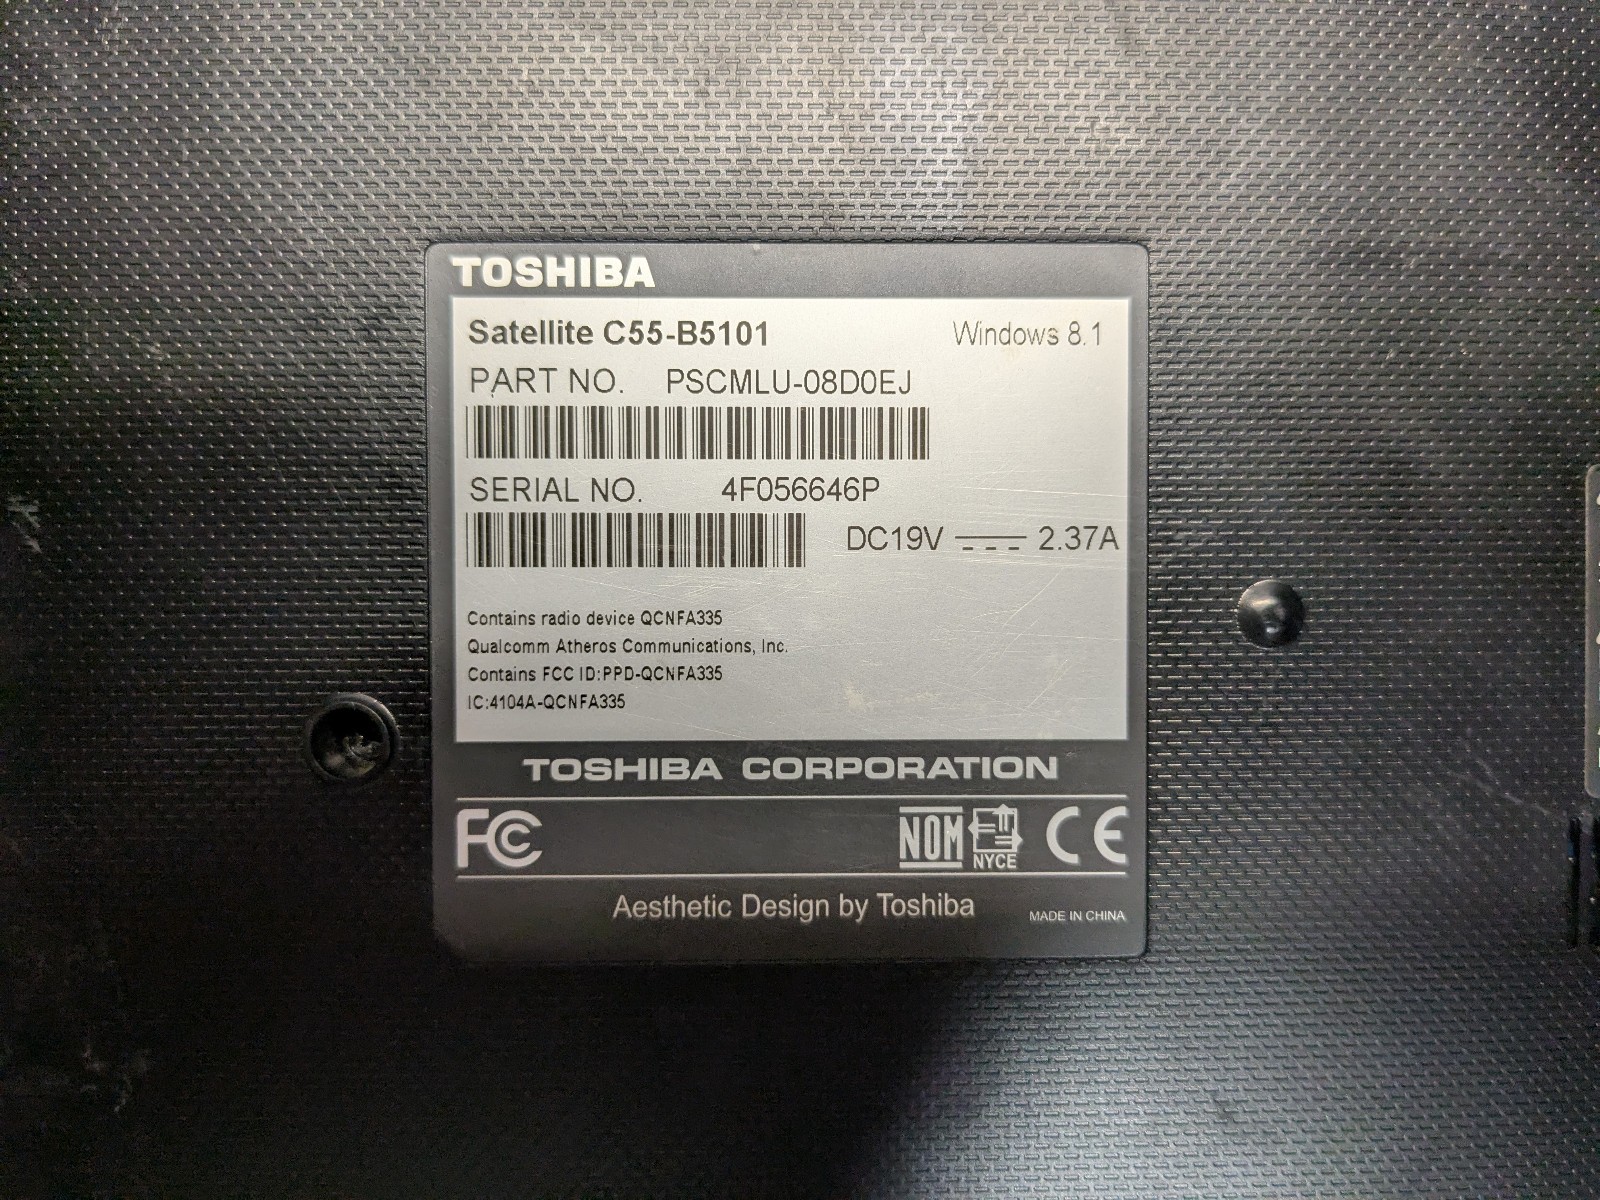 TOSHIBA
Satellite C55-B5101 Windows 8.1
PART NO. PSCMLU-08D0EJ
SERIAL NO. 4F056646P
DC19V 2.37A
Contains radio device QCNFA335
Qualcomm Atheros Communications, Inc.
Contains FCC ID:PPD-QCNFA335
IC:4104A-QCNFA335
TOSHIBA CORPORATION
FC NOM NYCE CE
Aesthetic Design by Toshiba MADE IN CHINA